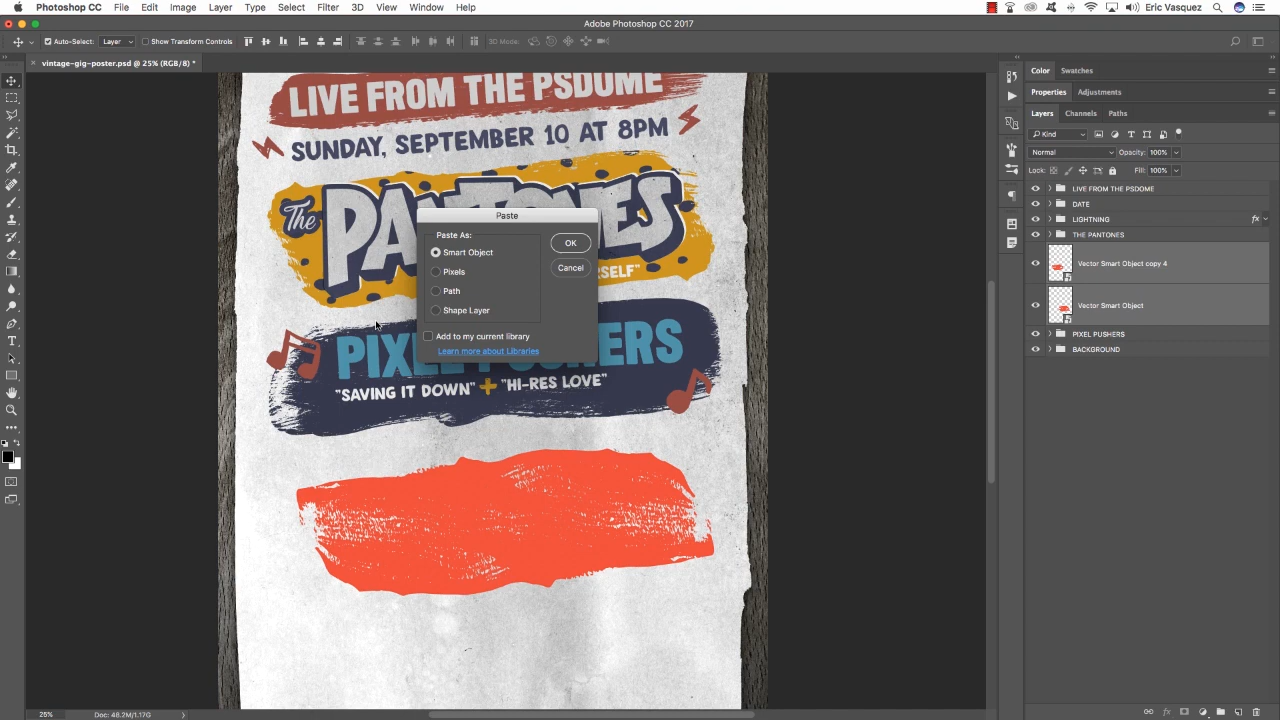 Photoshop CC File Edit Image Layer Type Select Filter 3D View Window Help Eric Vasquez
Adobe Photoshop CC 2017
Auto-Select: Layer Show Transform Controls 3D Mode:
× vintage-gig-poster.psd @ 25% (RGB/8) *
Color Swatches
Properties Adjustments
Layers Channels Paths
Kind
Normal Opacity: 100%
Lock: Fill: 100%
LIVE FROM THE PSDOME
DATE
LIGHTNING fx
THE PANTONES
Vector Smart Object copy 4
Vector Smart Object
PIXEL PUSHERS
BACKGROUND
LIVE FROM THE PSDOME
SUNDAY, SEPTEMBER 10 AT 8PM
The PANTONES
RSELF"
Paste
Paste As:
Smart Object
Pixels
Path
Shape Layer
OK
Cancel
Add to my current library
Learn more about Libraries
PIXEL PUSHERS
"SAVING IT DOWN" + "HI-RES LOVE"
25% Doc: 48.2M/1.17G